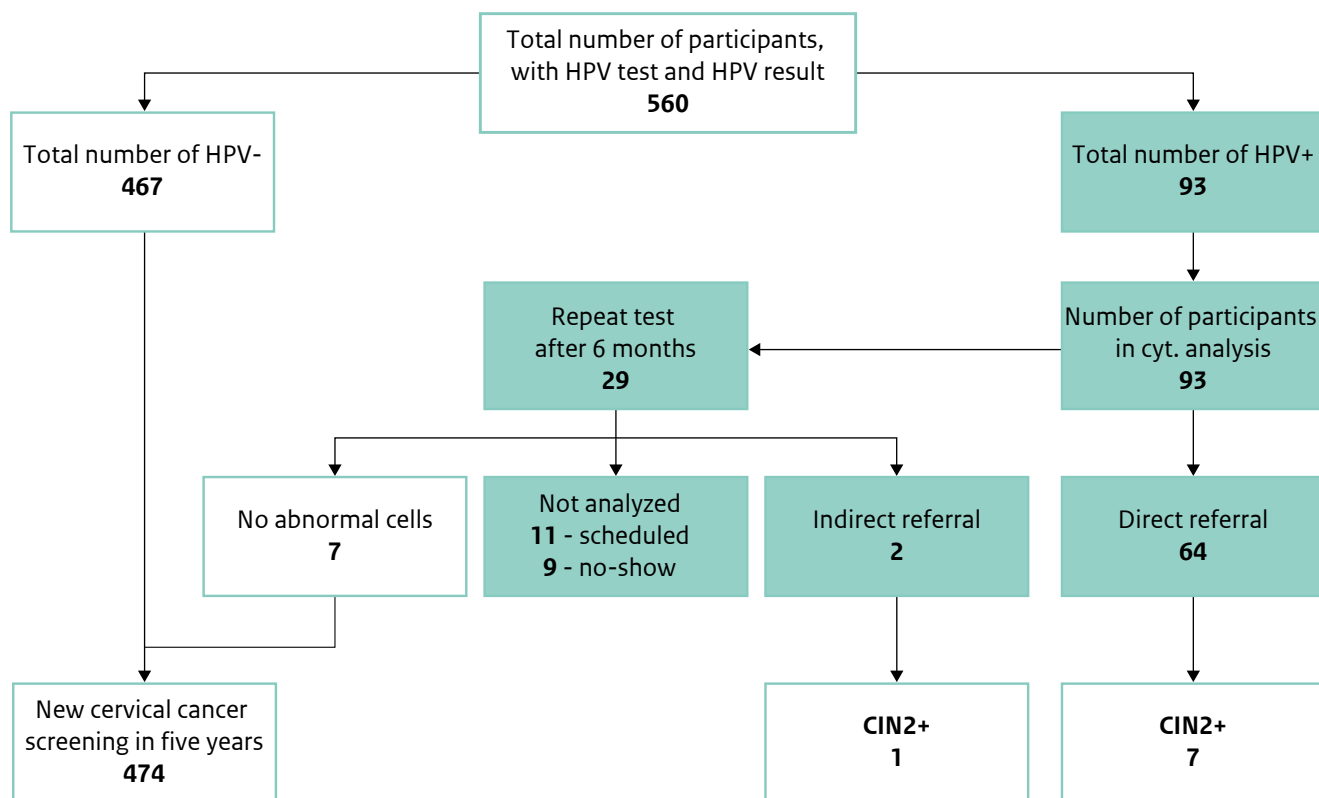 Total number of participants,
with HPV test and HPV result
560
Total number of HPV-
467
Total number of HPV+
93
Repeat test
after 6 months
29
Number of participants
in cyt. analysis
93
No abnormal cells
7
Not analyzed
11 - scheduled
9 - no-show
Indirect referral
2
Direct referral
64
New cervical cancer
screening in five years
474
CIN2+
1
CIN2+
7